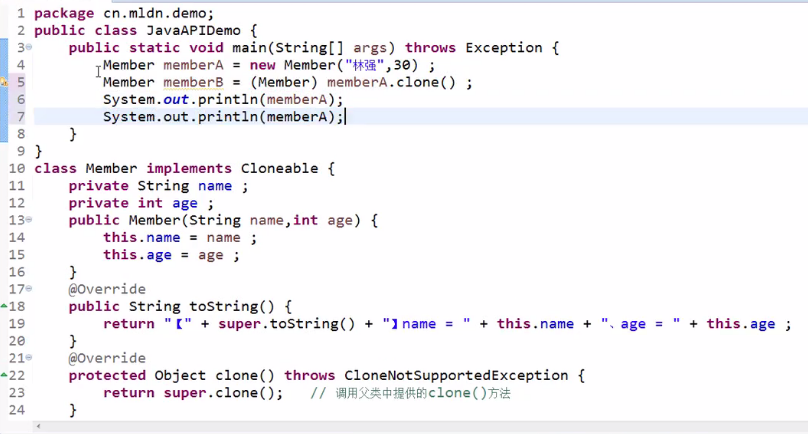 1 package cn.mldn.demo;
2 public class JavaAPIDemo {
3 public static void main(String[] args) throws Exception {
4 Member memberA = new Member("林强",30) ;
5 Member memberB = (Member) memberA.clone() ;
6 System.out.println(memberA);
7 System.out.println(memberA);
8 }
9 }
10 class Member implements Cloneable {
11 private String name ;
12 private int age ;
13 public Member(String name,int age) {
14 this.name = name ;
15 this.age = age ;
16 }
17 @Override
18 public String toString() {
19 return "【" + super.toString() + "】name = " + this.name + "、age = " + this.age ;
20 }
21 @Override
22 protected Object clone() throws CloneNotSupportedException {
23 return super.clone(); // 调用父类中提供的clone()方法
24 }